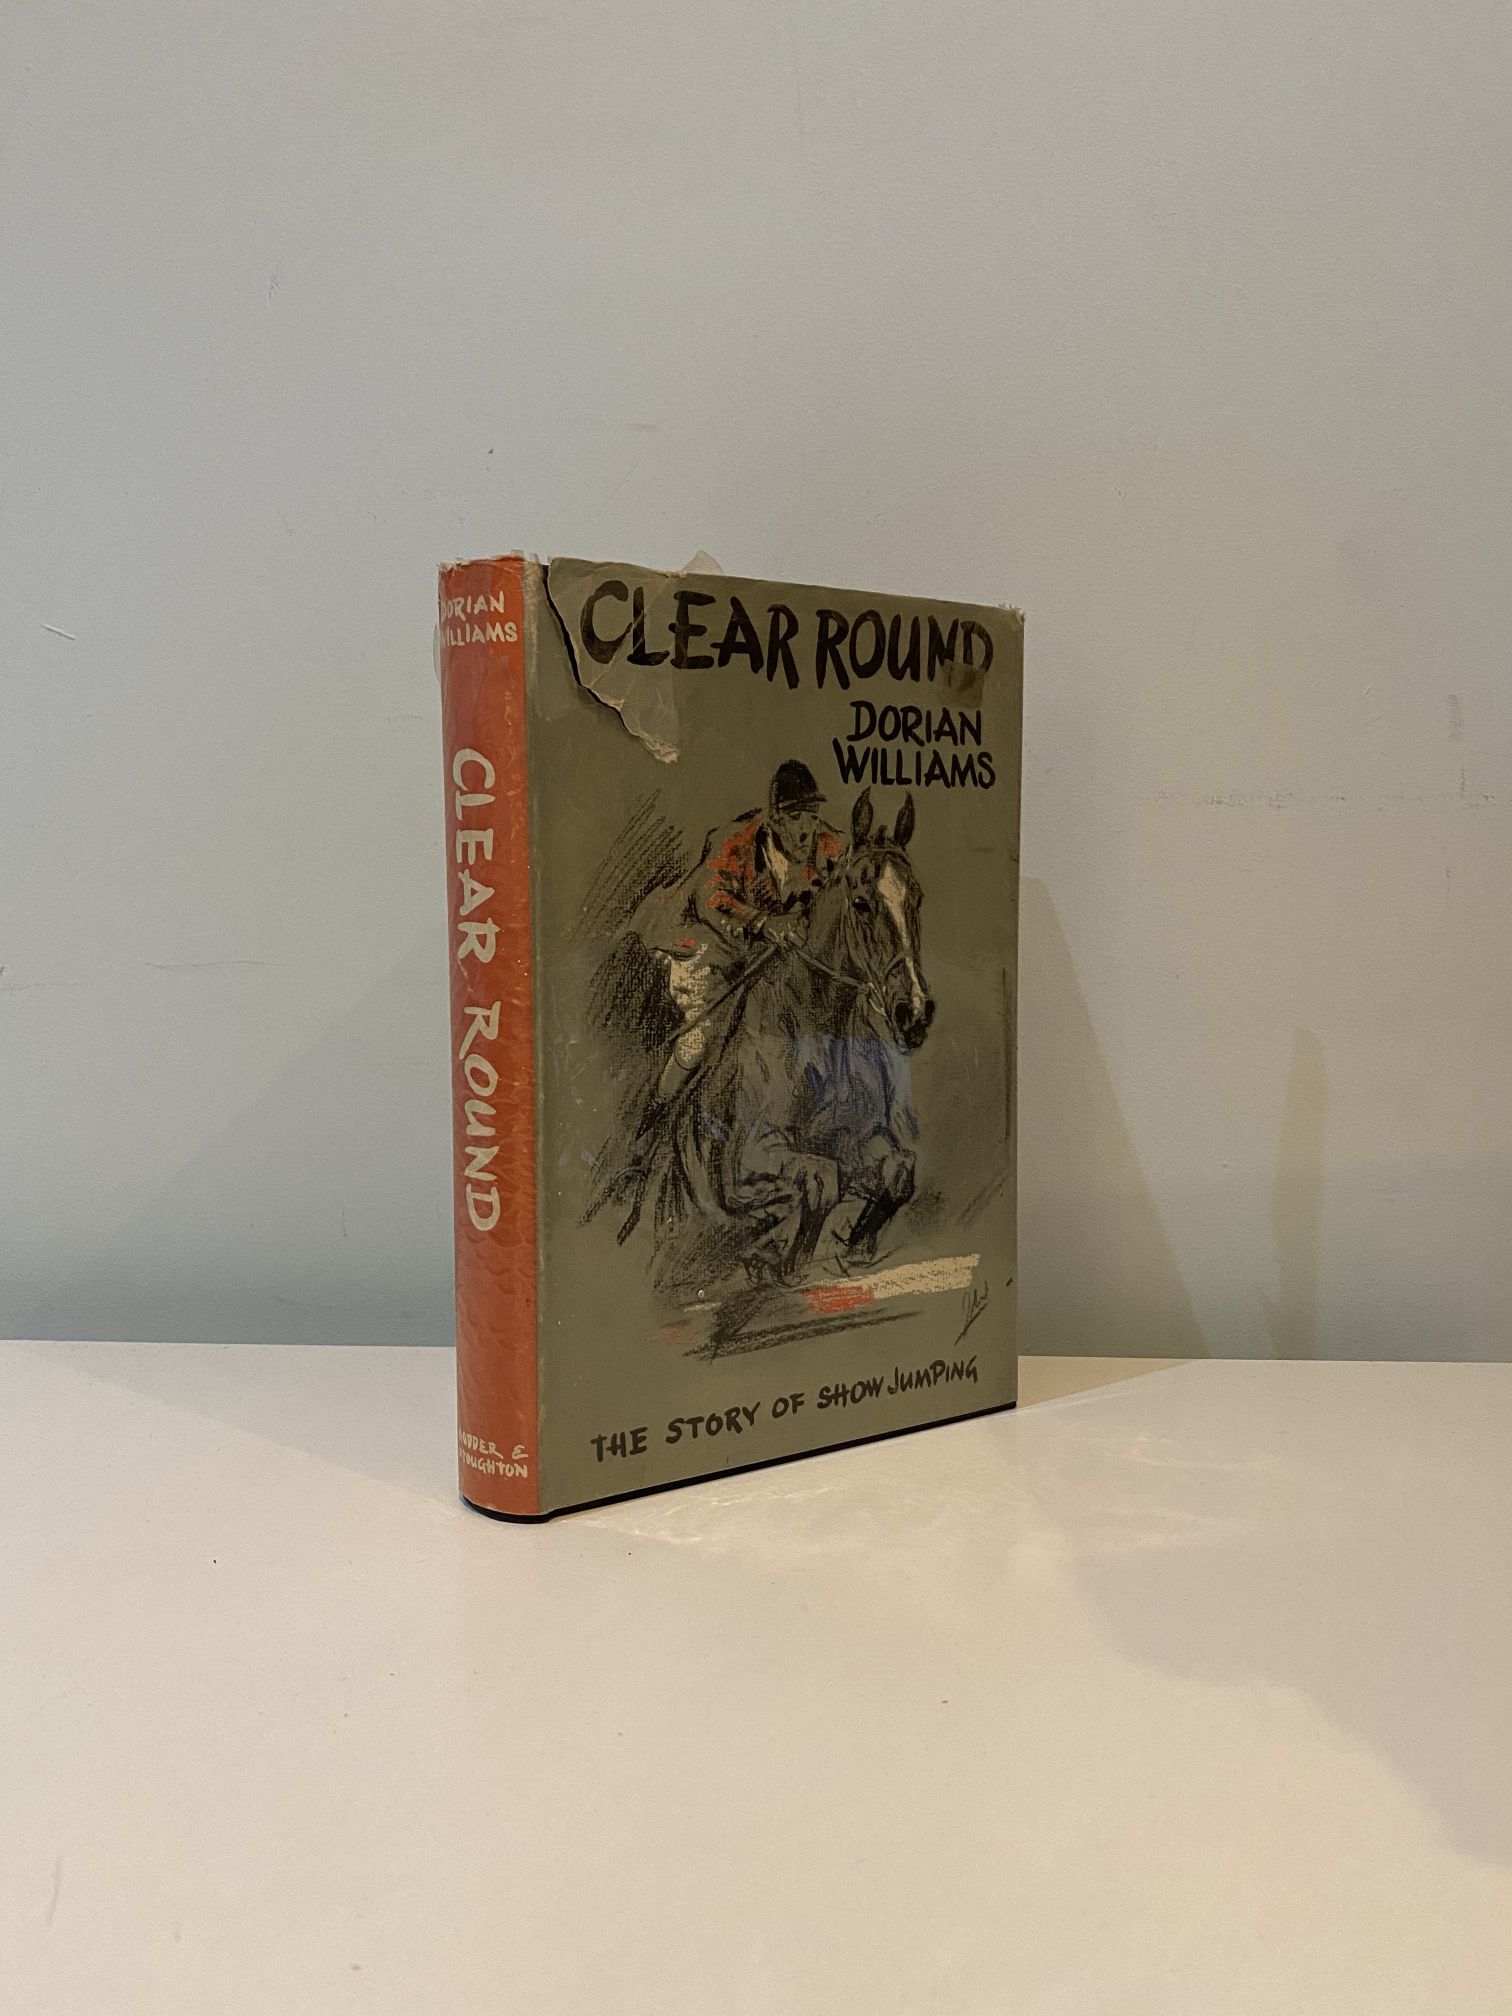 DORIAN
WILLIAMS
CLEAR ROUND
HODDER &
STOUGHTON
CLEAR ROUND
DORIAN
WILLIAMS
THE STORY OF SHOW JUMPING